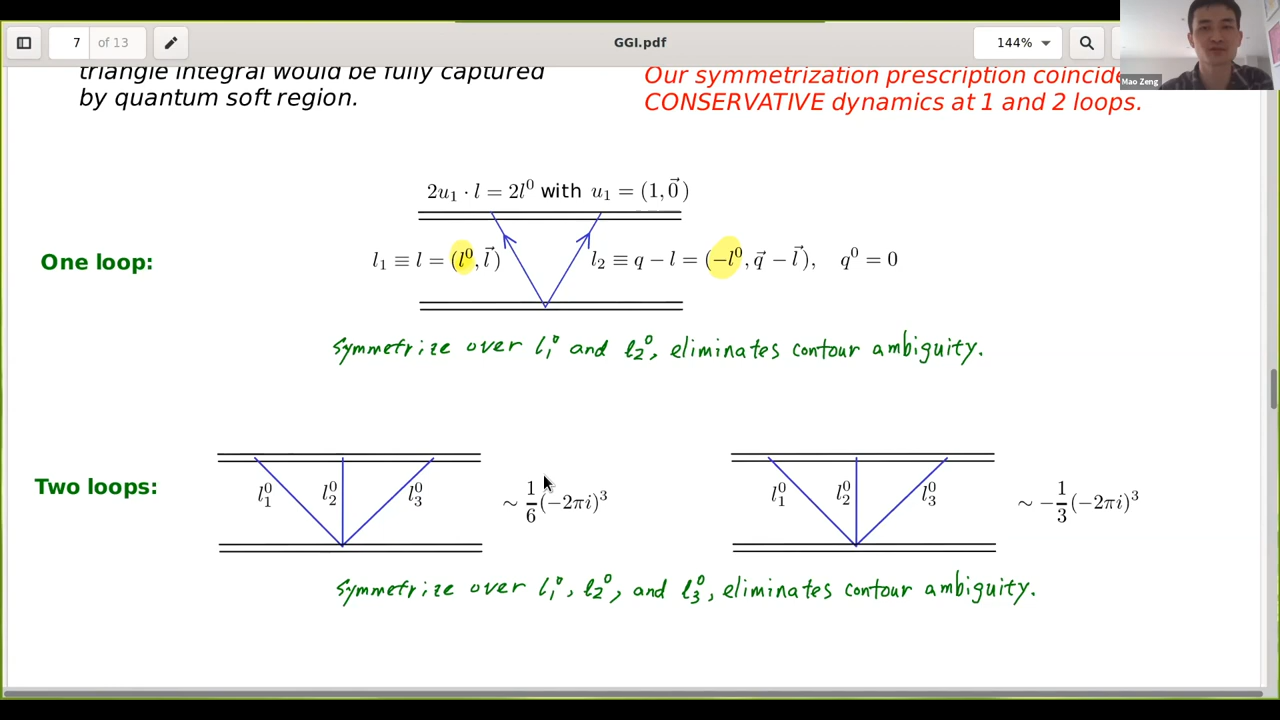 7 of 13
GGI.pdf
144%
Mao Zeng
triangle integral would be fully captured
by quantum soft region.
Our symmetrization prescription coincide
CONSERVATIVE dynamics at 1 and 2 loops.
2u₁ · l = 2l⁰ with u₁ = (1, 0⃗ )
One loop:
l₁ ≡ l = (l⁰, l⃗ )
l₂ ≡ q − l = (−l⁰, q⃗ − l⃗ ), q⁰ = 0
Symmetrize over l₁⁰ and l₂⁰, eliminates contour ambiguity.
Two loops:
l₁⁰ l₂⁰ l₃⁰ ∼ 1/6 (−2πi)³
l₁⁰ l₂⁰ l₃⁰ ∼ −1/3 (−2πi)³
Symmetrize over l₁⁰, l₂⁰, and l₃⁰, eliminates contour ambiguity.